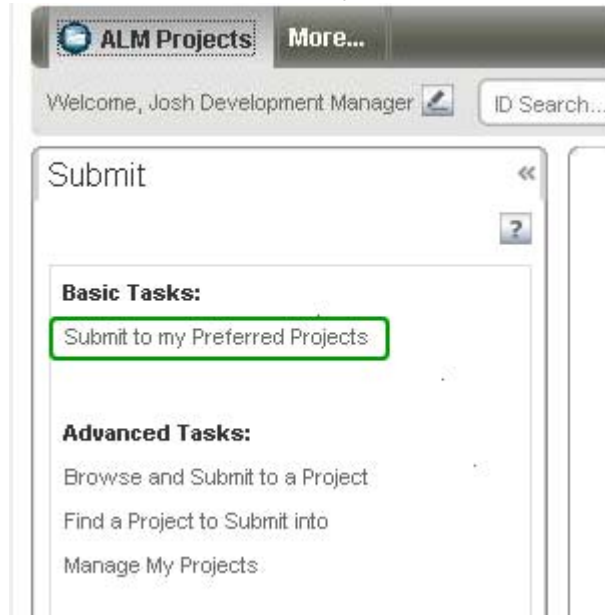 ALM Projects More...
Welcome, Josh Development Manager ID Search...
Submit «
?
Basic Tasks:
Submit to my Preferred Projects
Advanced Tasks:
Browse and Submit to a Project
Find a Project to Submit into
Manage My Projects